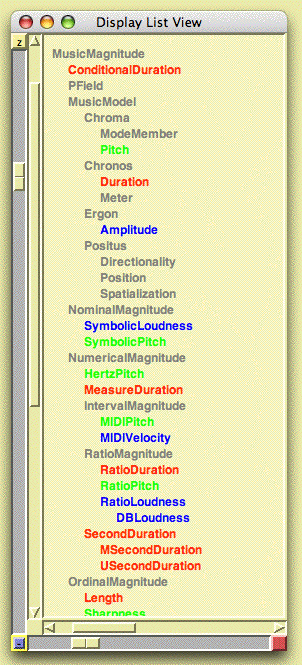 Display List View
z
MusicMagnitude
ConditionalDuration
PField
MusicModel
Chroma
ModeMember
Pitch
Chronos
Duration
Meter
Ergon
Amplitude
Positus
Directionality
Position
Spatialization
NominalMagnitude
SymbolicLoudness
SymbolicPitch
NumericalMagnitude
HertzPitch
MeasureDuration
IntervalMagnitude
MIDIPitch
MIDIVelocity
RatioMagnitude
RatioDuration
RatioPitch
RatioLoudness
DBLoudness
SecondDuration
MSecondDuration
USecondDuration
OrdinalMagnitude
Length
Sharpness